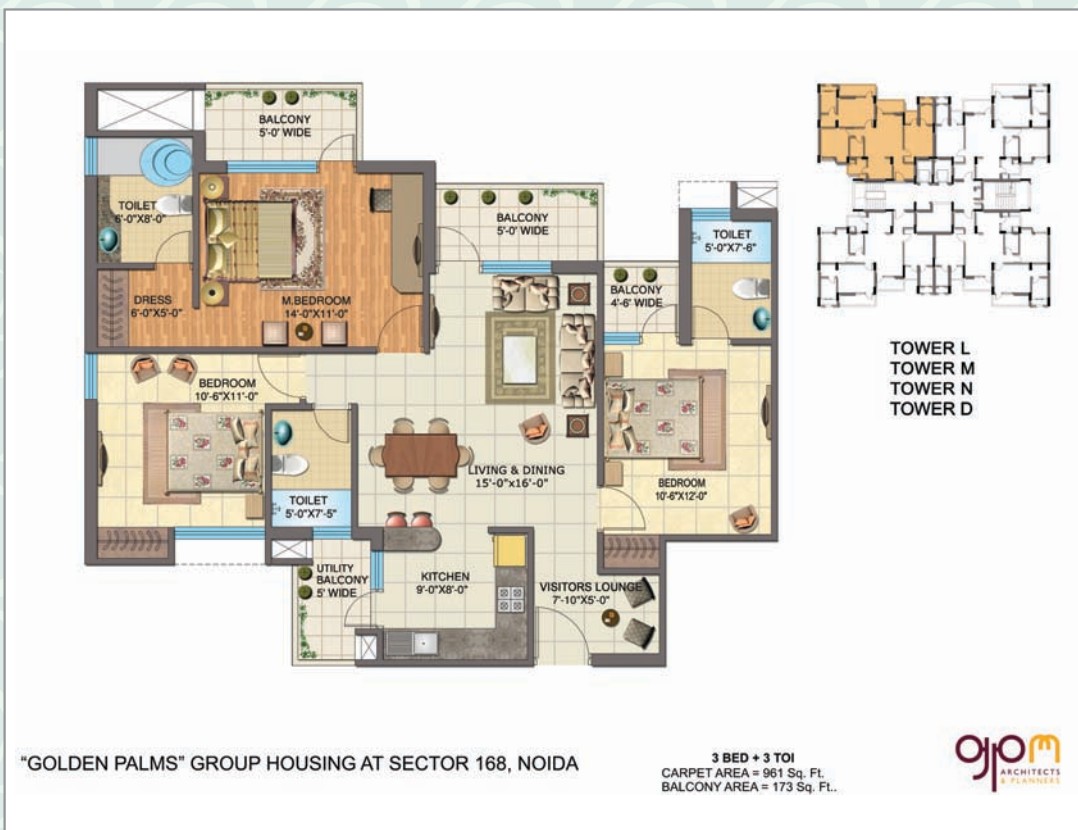 BALCONY
5'-0' WIDE
TOILET
6'-0"X8'-0"
BALCONY
5'-0' WIDE
TOILET
5'-0"X7'-6"
DRESS
6'-0"X5'-0"
M.BEDROOM
14'-0"X11'-0"
BALCONY
4'-6' WIDE
BEDROOM
10'-6"X11'-0"
LIVING & DINING
15'-0"x16'-0"
BEDROOM
10'-6"X12'-0"
TOILET
5'-0"X7'-5"
UTILITY
BALCONY
5' WIDE
KITCHEN
9'-0"X8'-0"
VISITORS LOUNGE
7'-10"X5'-0"
TOWER L
TOWER M
TOWER N
TOWER D
"GOLDEN PALMS" GROUP HOUSING AT SECTOR 168, NOIDA
3 BED + 3 TOI
CARPET AREA = 961 Sq. Ft.
BALCONY AREA = 173 Sq. Ft..
gpm
ARCHITECTS
& PLANNERS